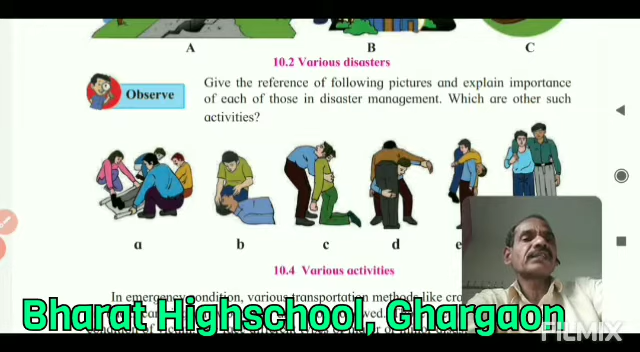 A B C
10.2 Various disasters
Observe
Give the reference of following pictures and explain importance
of each of those in disaster management. Which are other such
activities?
a b c d e
10.4 Various activities
In emergency condition, various transportation methods like
Bharat Highschool, Ghargaon
FILMIX